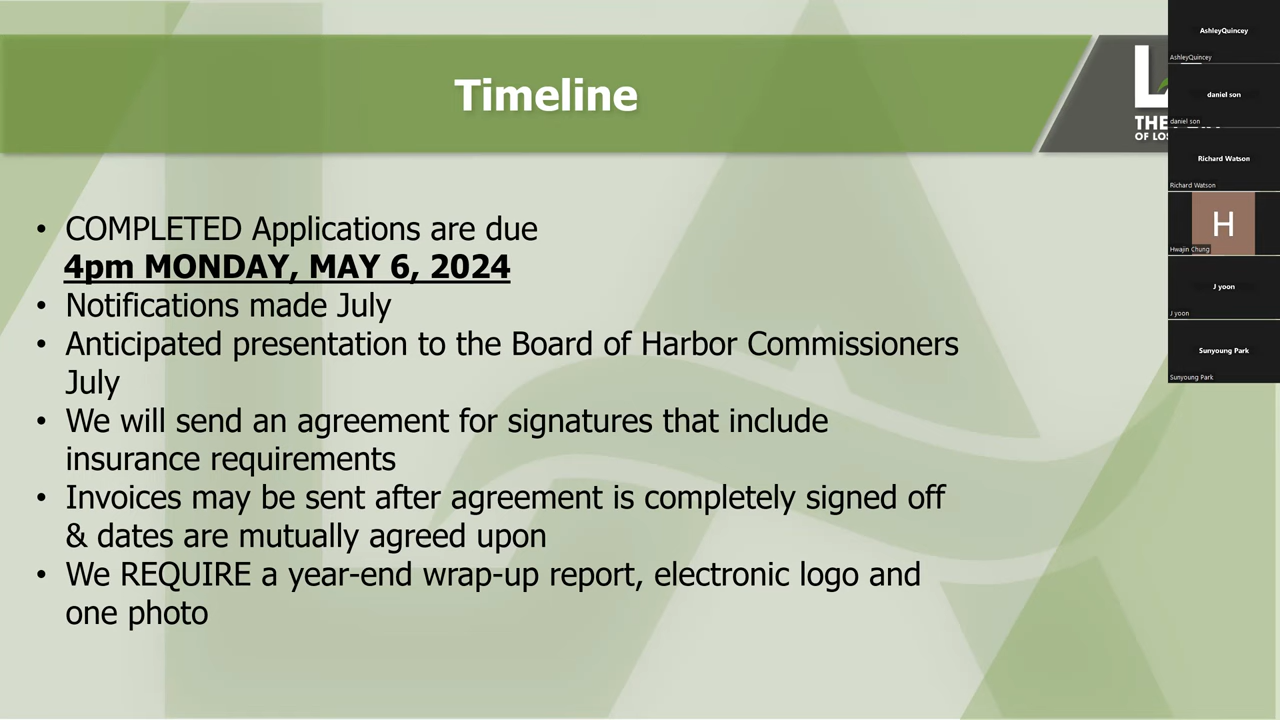 Timeline
L
THE
OF LOS
• COMPLETED Applications are due
4pm MONDAY, MAY 6, 2024
• Notifications made July
• Anticipated presentation to the Board of Harbor Commissioners
July
• We will send an agreement for signatures that include
insurance requirements
• Invoices may be sent after agreement is completely signed off
& dates are mutually agreed upon
• We REQUIRE a year-end wrap-up report, electronic logo and
one photo
AshleyQuincey
AshleyQuincey
daniel son
daniel son
Richard Watson
Richard Watson
H
Hwajin Chung
J yoon
J yoon
Sunyoung Park
Sunyoung Park